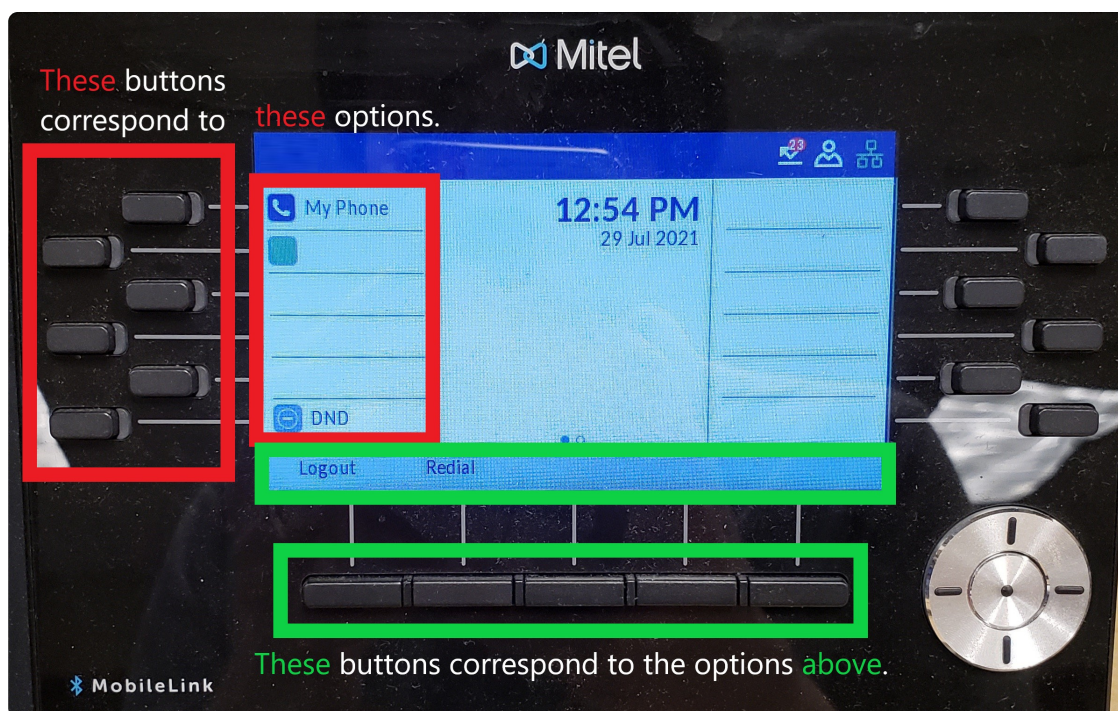 Mitel
These buttons
correspond to
these options.
23
My Phone
12:54 PM
29 Jul 2021
DND
Logout Redial
These buttons correspond to the options above.
MobileLink